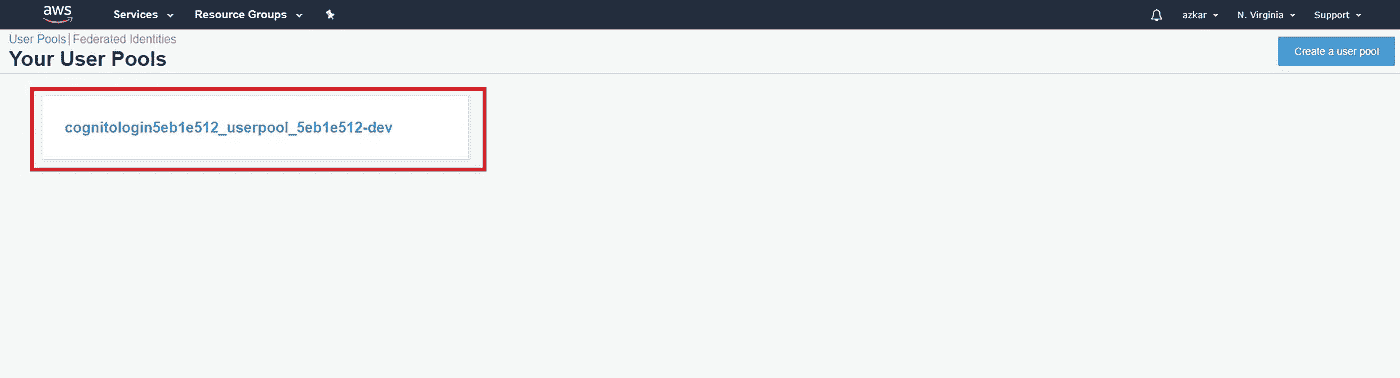 aws Services Resource Groups azkar N. Virginia Support
User Pools | Federated Identities
Your User Pools
Create a user pool
cognitologin5eb1e512_userpool_5eb1e512-dev